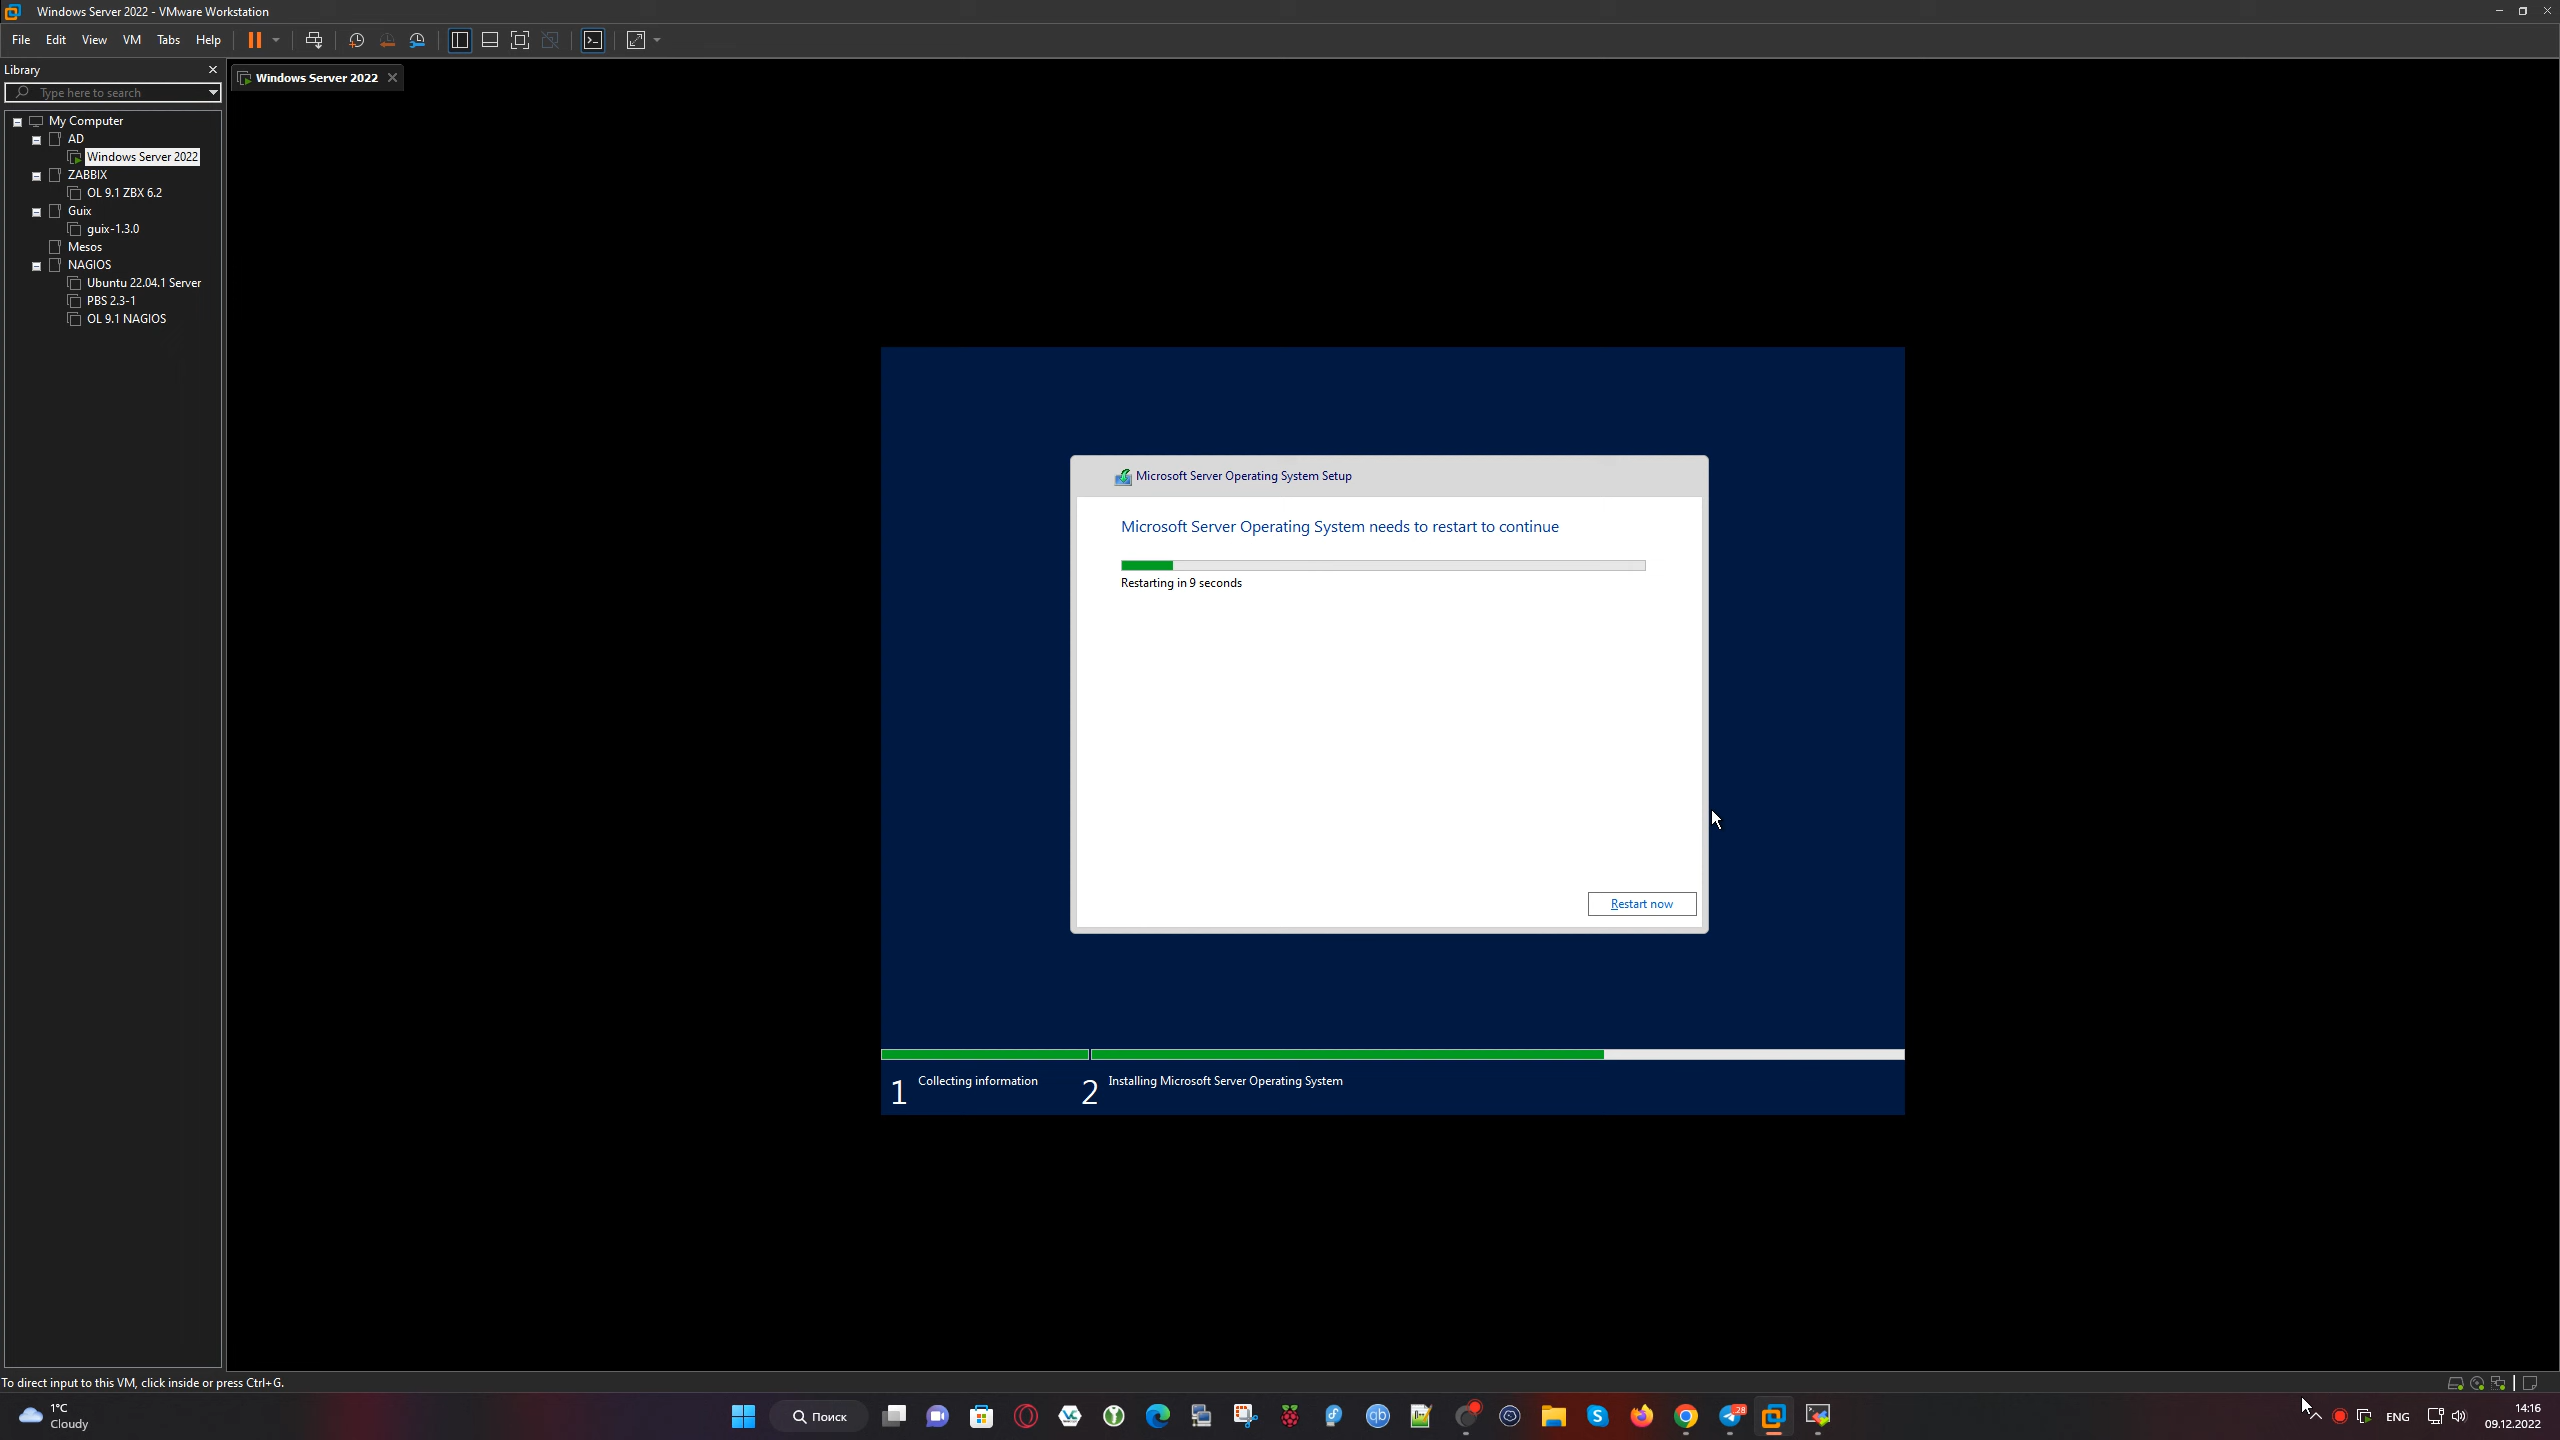 Windows Server 2022 - VMware Workstation
File Edit View VM Tabs Help
Library
Windows Server 2022
Type here to search
My Computer
AD
Windows Server 2022
ZABBIX
OL 9.1 ZBX 6.2
Guix
guix-1.3.0
Mesos
NAGIOS
Ubuntu 22.04.1 Server
PBS 2.3-1
OL 9.1 NAGIOS
Microsoft Server Operating System Setup
Microsoft Server Operating System needs to restart to continue
Restarting in 9 seconds
Restart now
1 Collecting information 2 Installing Microsoft Server Operating System
To direct input to this VM, click inside or press Ctrl+G.
1°C
Cloudy
Поиск
qb
28
ENG
14:16
09.12.2022